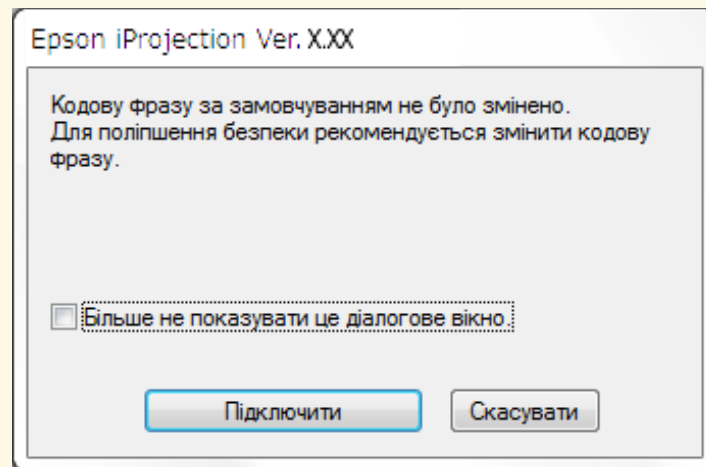 Epson iProjection Ver. X.XX
Кодову фразу за замовчуванням не було змінено.
Для поліпшення безпеки рекомендується змінити кодову
фразу.
Більше не показувати це діалогове вікно.
Підключити
Скасувати